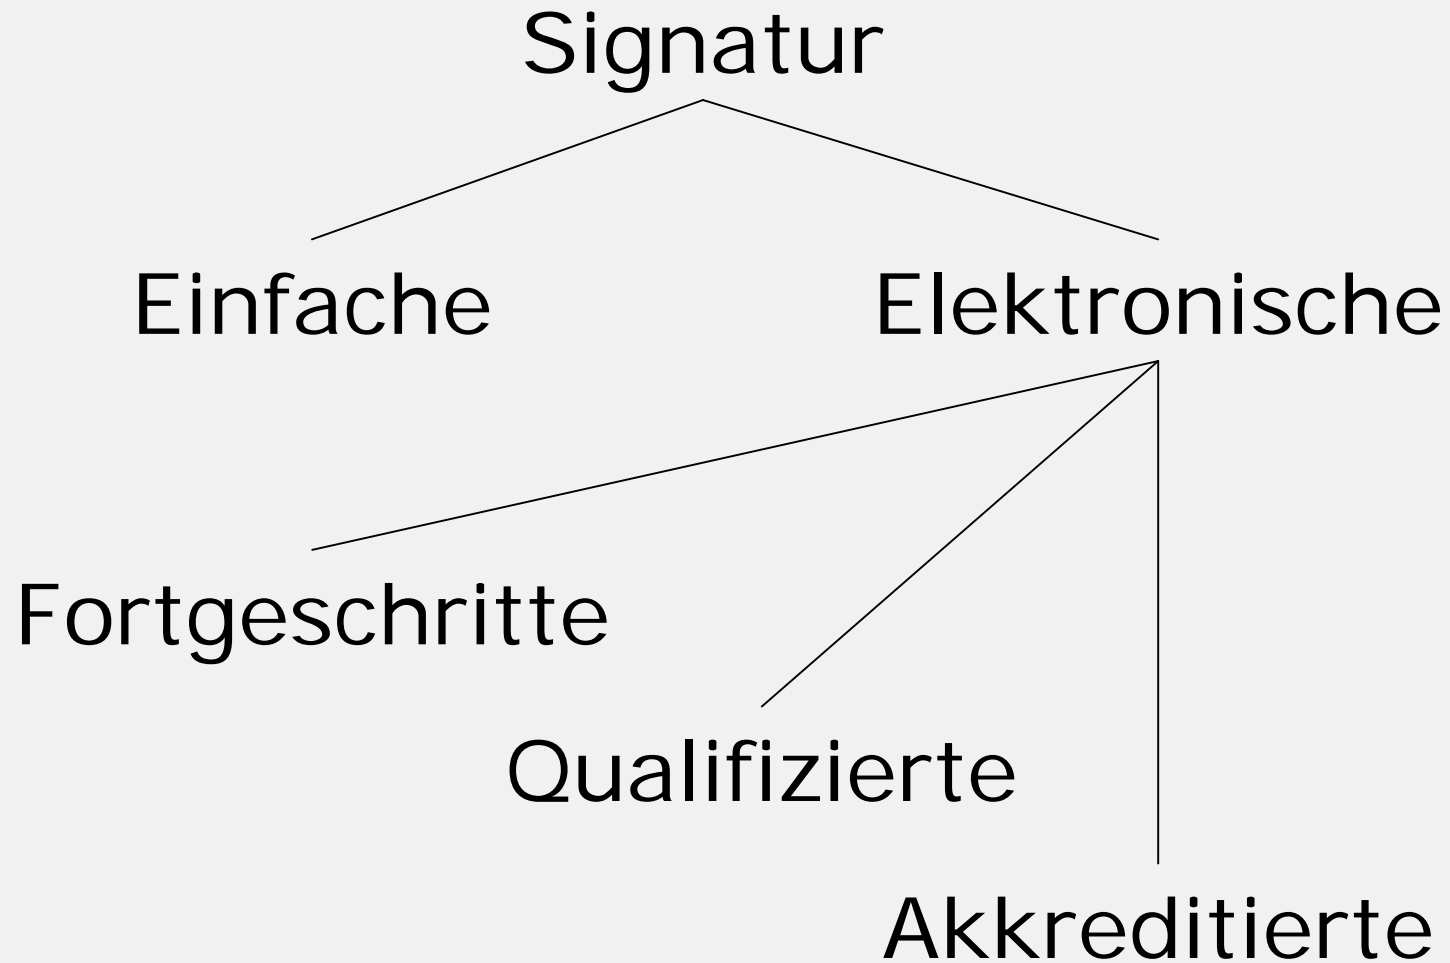 Signatur
Einfache Elektronische
Fortgeschritte
Qualifizierte
Akkreditierte